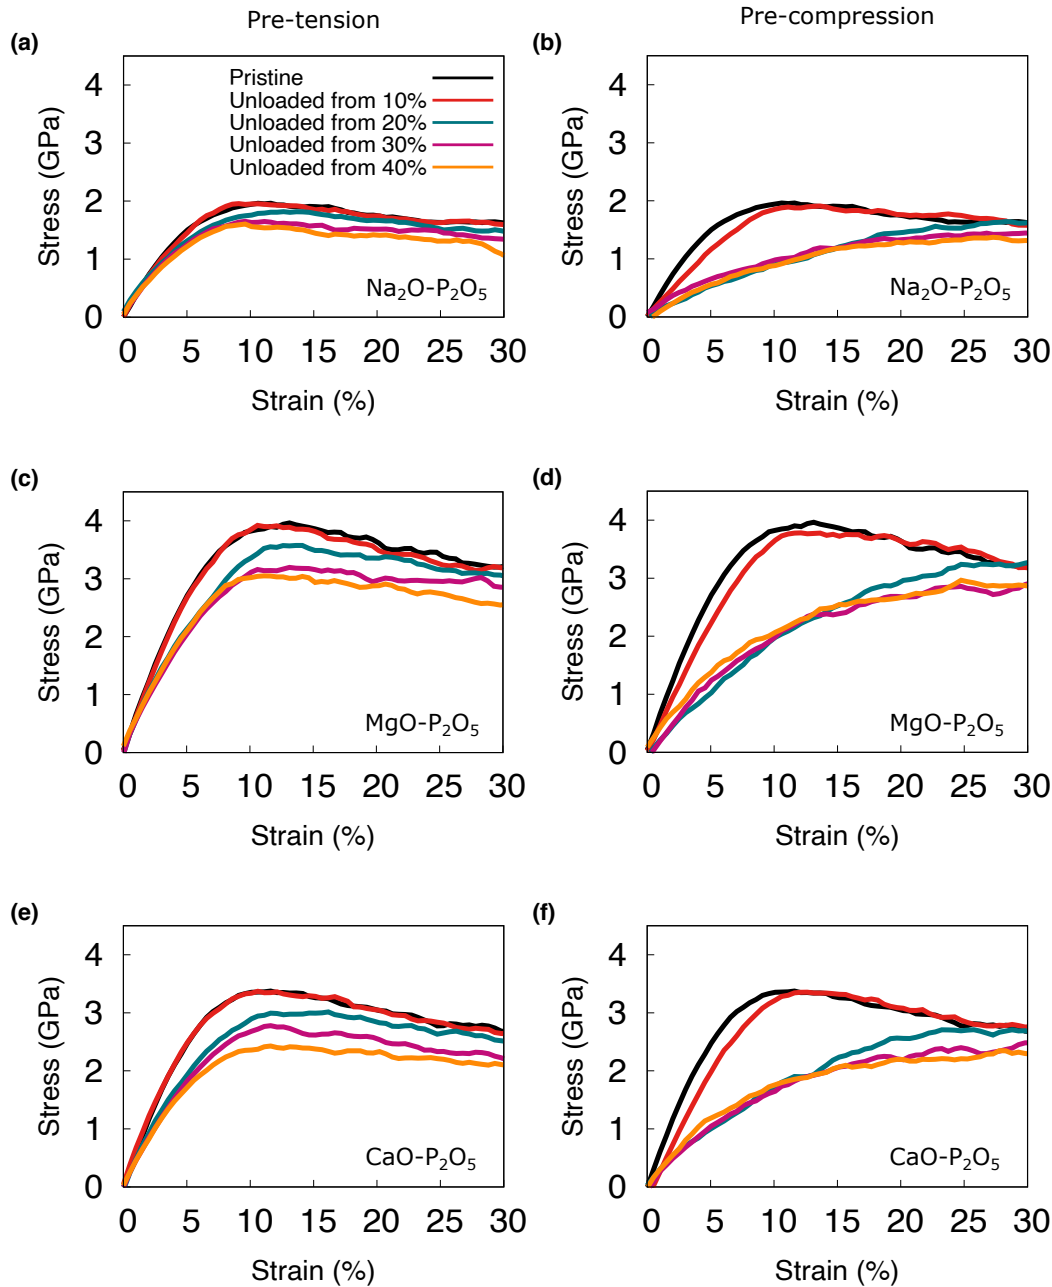 Pre-tension
Pre-compression
(a)
Stress (GPa)
4
3
2
1
0
Pristine
Unloaded from 10%
Unloaded from 20%
Unloaded from 30%
Unloaded from 40%
Na₂O-P₂O₅
0 5 10 15 20 25 30
Strain (%)
(b)
Stress (GPa)
4
3
2
1
0
Na₂O-P₂O₅
0 5 10 15 20 25 30
Strain (%)
(c)
Stress (GPa)
4
3
2
1
0
MgO-P₂O₅
0 5 10 15 20 25 30
Strain (%)
(d)
Stress (GPa)
4
3
2
1
0
MgO-P₂O₅
0 5 10 15 20 25 30
Strain (%)
(e)
Stress (GPa)
4
3
2
1
0
CaO-P₂O₅
0 5 10 15 20 25 30
Strain (%)
(f)
Stress (GPa)
4
3
2
1
0
CaO-P₂O₅
0 5 10 15 20 25 30
Strain (%)